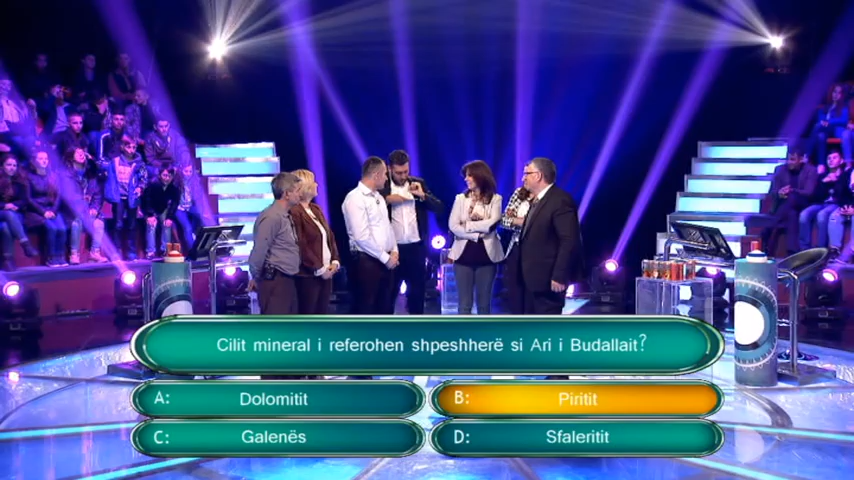 Cilit mineral i referohen shpeshherë si Ari i Budallait?
A: Dolomitit
B: Piritit
C: Galenës
D: Sfaleritit